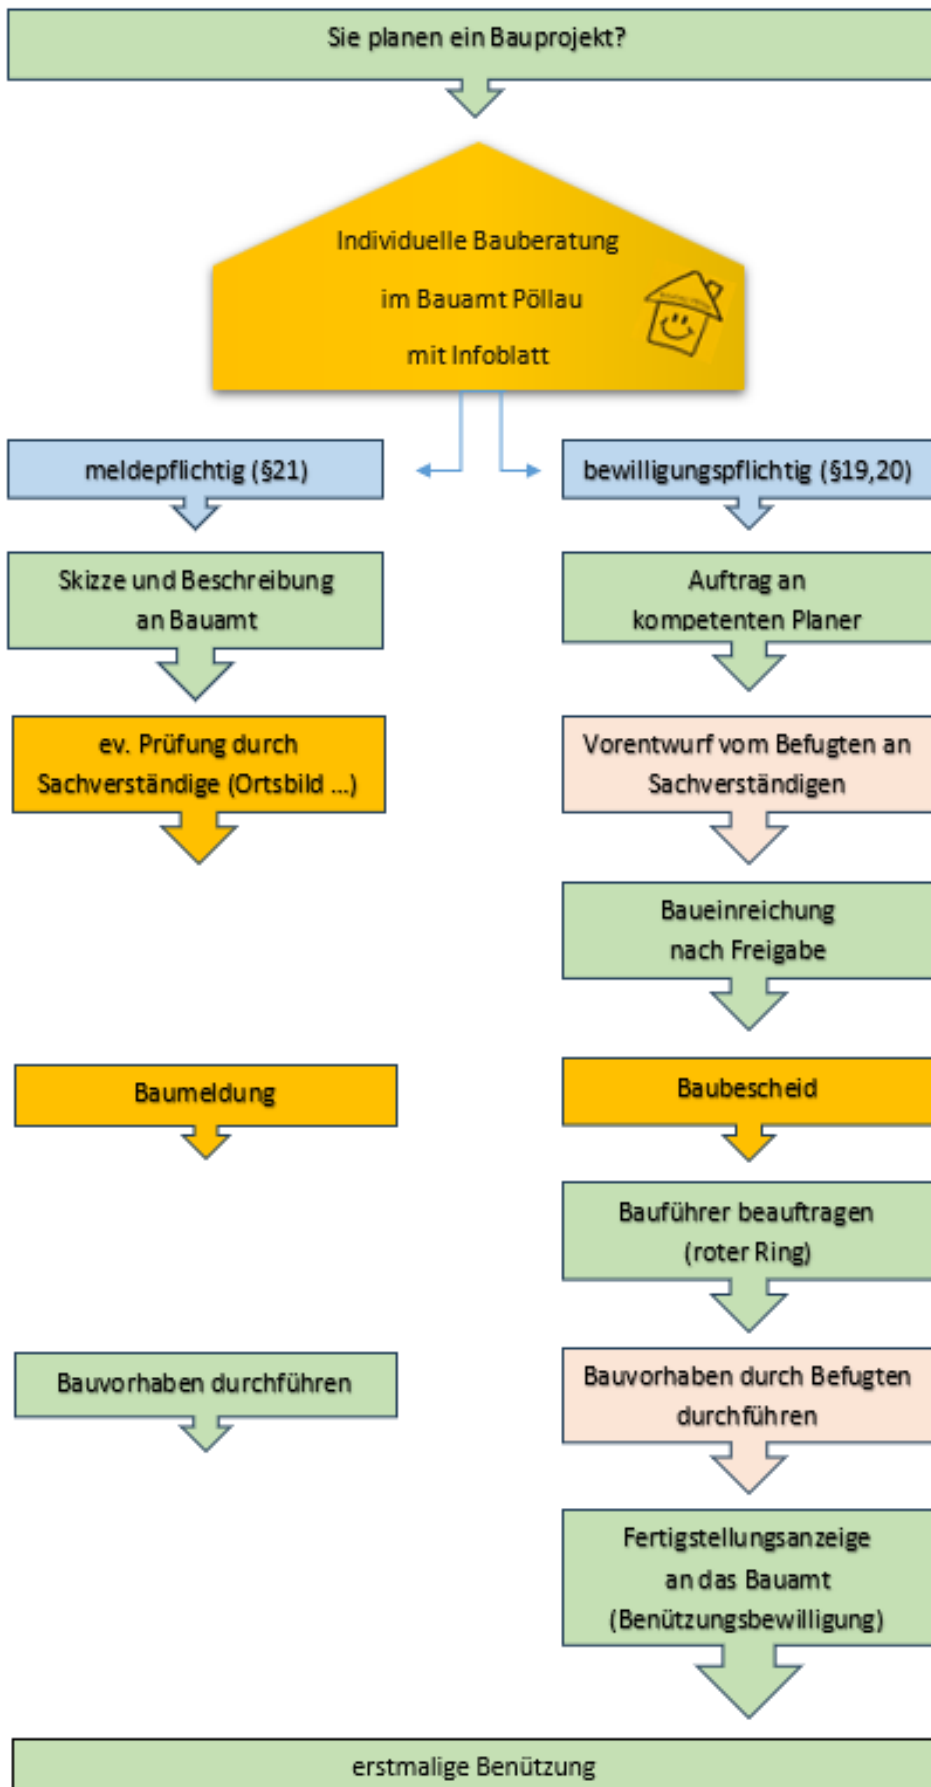 Sie planen ein Bauprojekt?
Individuelle Bauberatung
im Bauamt Pöllau
mit Infoblatt
meldepflichtig (§21)
Skizze und Beschreibung
an Bauamt
ev. Prüfung durch
Sachverständige (Ortsbild ...)
Baumeldung
Bauvorhaben durchführen
bewilligungspflichtig (§19,20)
Auftrag an
kompetenten Planer
Vorentwurf vom Befugten an
Sachverständigen
Baueinreichung
nach Freigabe
Baubescheid
Bauführer beauftragen
(roter Ring)
Bauvorhaben durch Befugten
durchführen
Fertigstellungsanzeige
an das Bauamt
(Benützungsbewilligung)
erstmalige Benützung